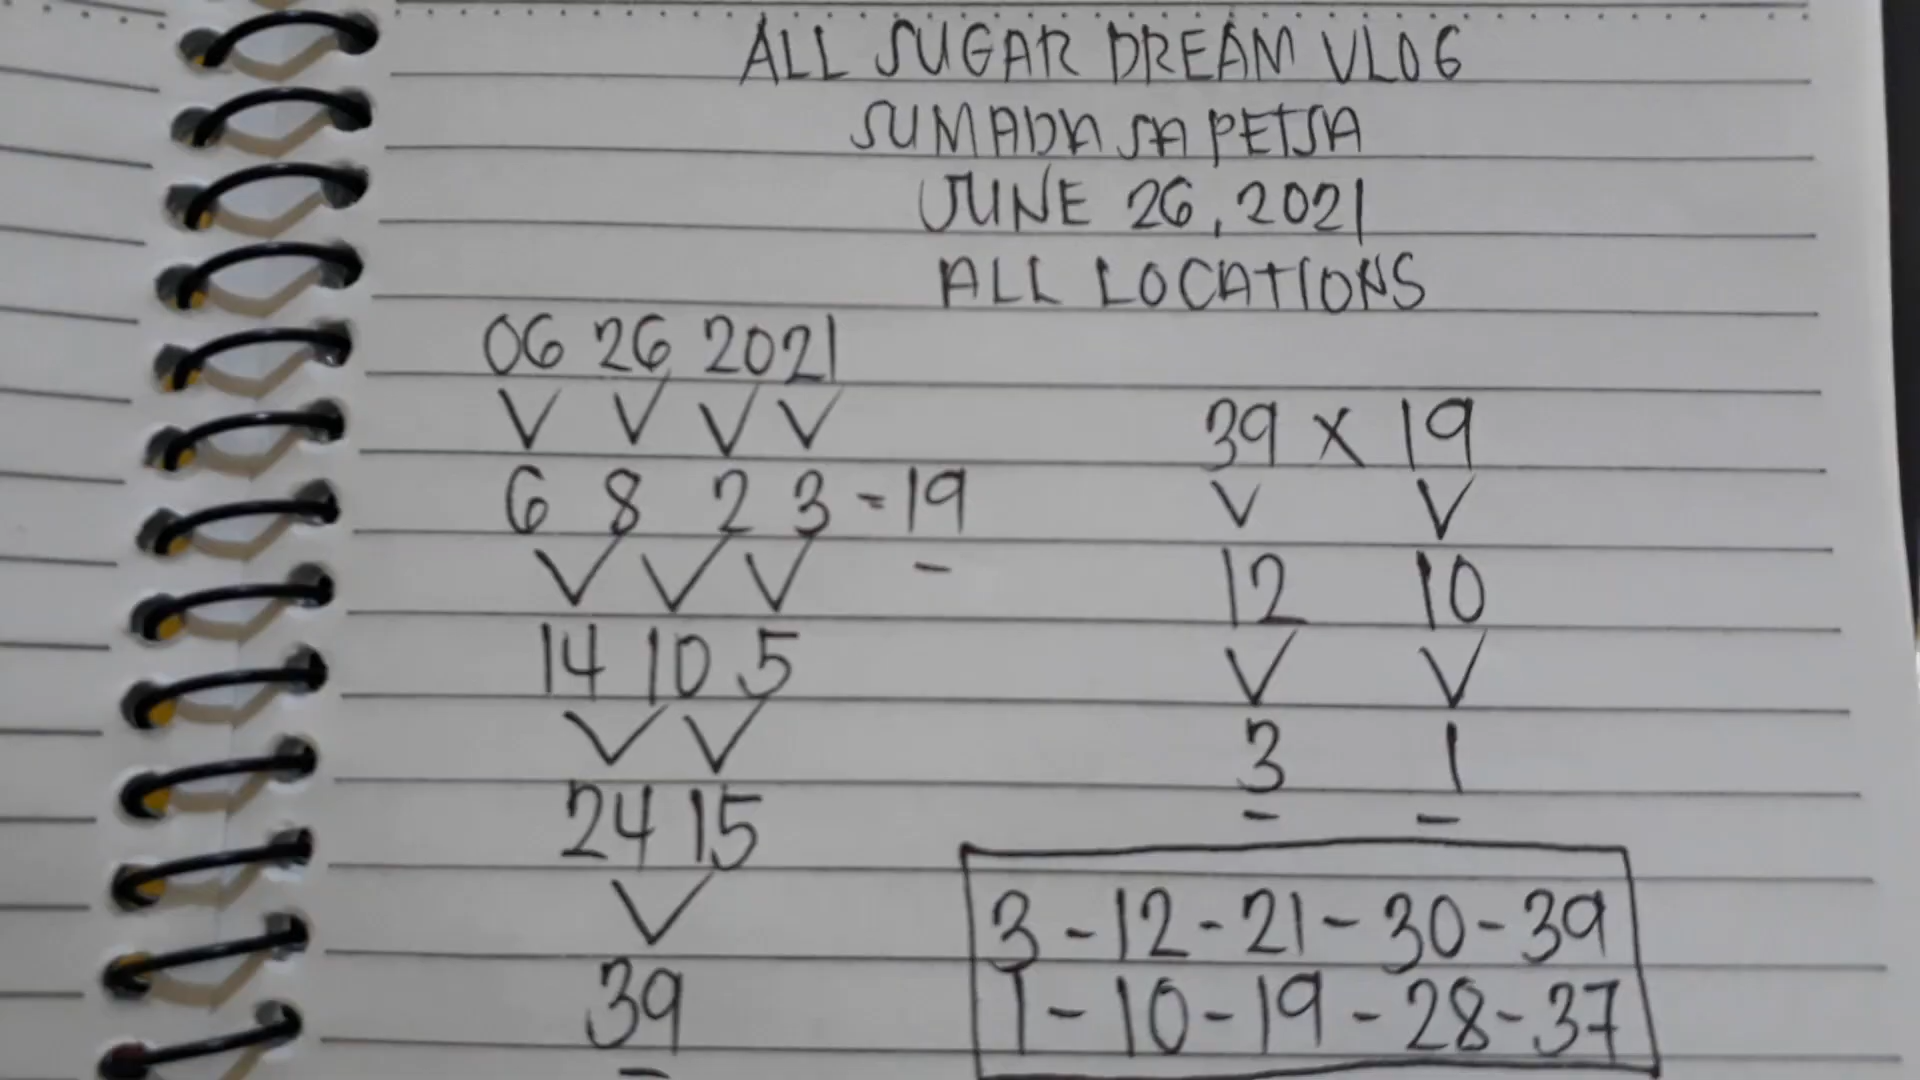 ALL SUGAR DREAM VLOG
SUMADA SA PETSA
JUNE 26, 2021
ALL LOCATIONS
06 26 2021
6 8 2 3 = 19
14 10 5
24 15
39
39 X 19
12 10
3 1
3 - 12 - 21 - 30 - 39
1 - 10 - 19 - 28 - 37